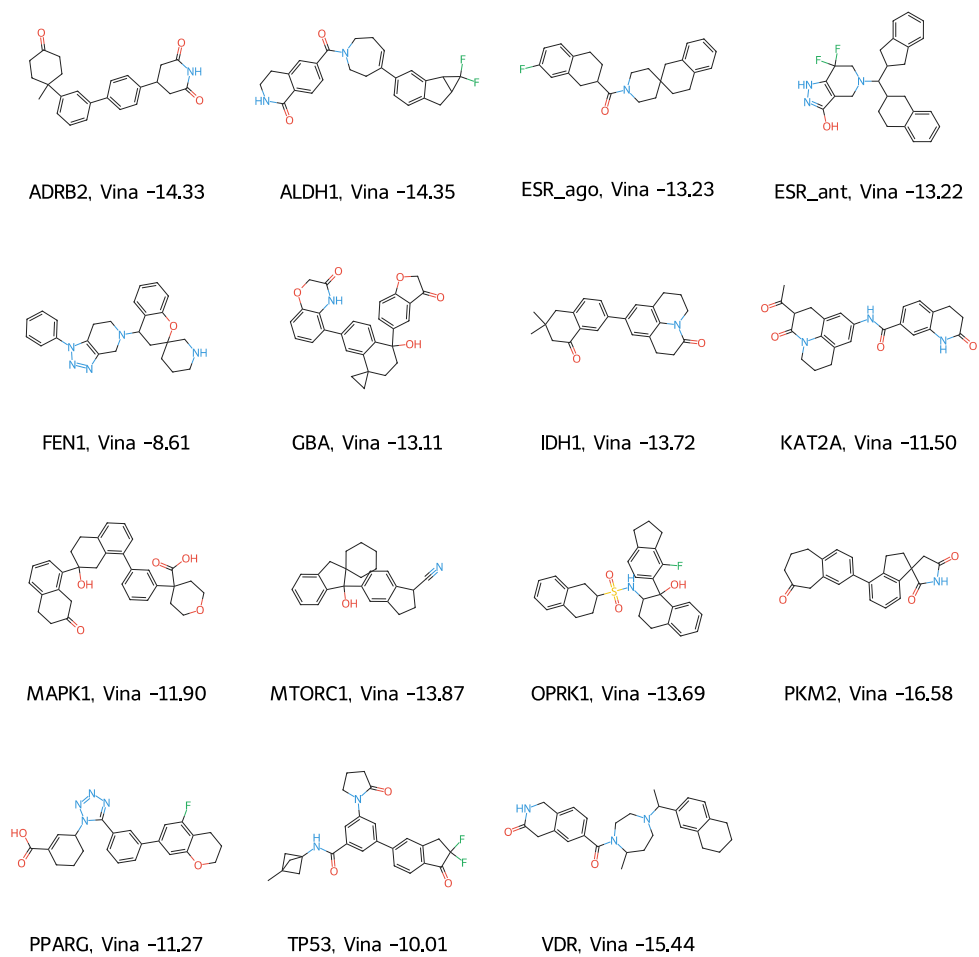 ADRB2, Vina -14.33
ALDH1, Vina -14.35
ESR_ago, Vina -13.23
ESR_ant, Vina -13.22
FEN1, Vina -8.61
GBA, Vina -13.11
IDH1, Vina -13.72
KAT2A, Vina -11.50
MAPK1, Vina -11.90
MTORC1, Vina -13.87
OPRK1, Vina -13.69
PKM2, Vina -16.58
PPARG, Vina -11.27
TP53, Vina -10.01
VDR, Vina -15.44